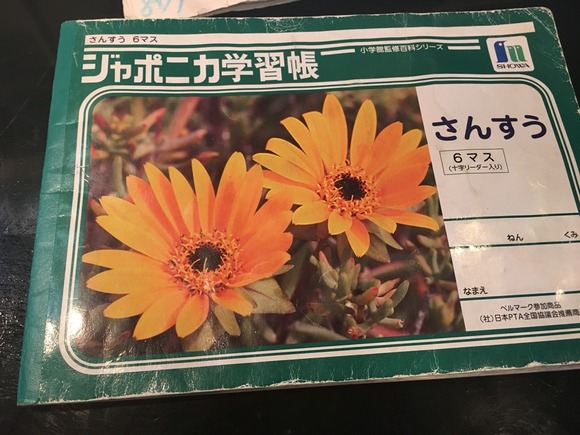 さんすう 6マス
ジャポニカ学習帳
小学館監修百科シリーズ
SHOWA
さんすう
6マス
(十字リーダー入り)
ねん くみ
なまえ
ベルマーク参加商品
(社)日本PTA全国協議会推薦商